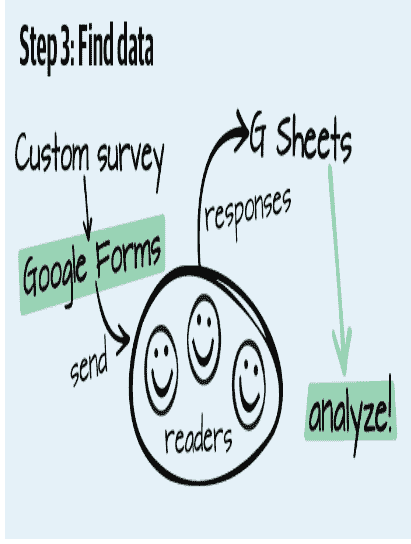 Step 3: Find data
Custom survey
Google Forms
send
readers
responses
G Sheets
analyze!